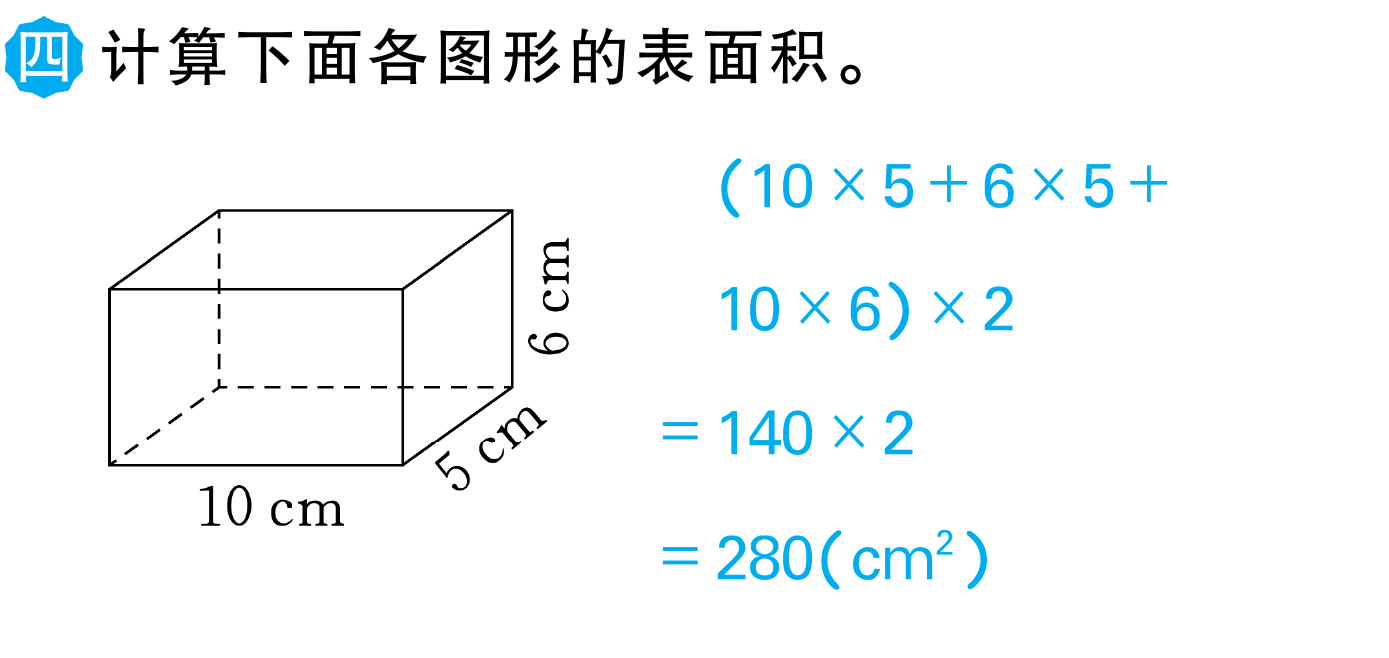 四 计算下面各图形的表面积。
(10×5+6×5+
10×6)×2
=140×2
=280(cm²)
6 cm
5 cm
10 cm